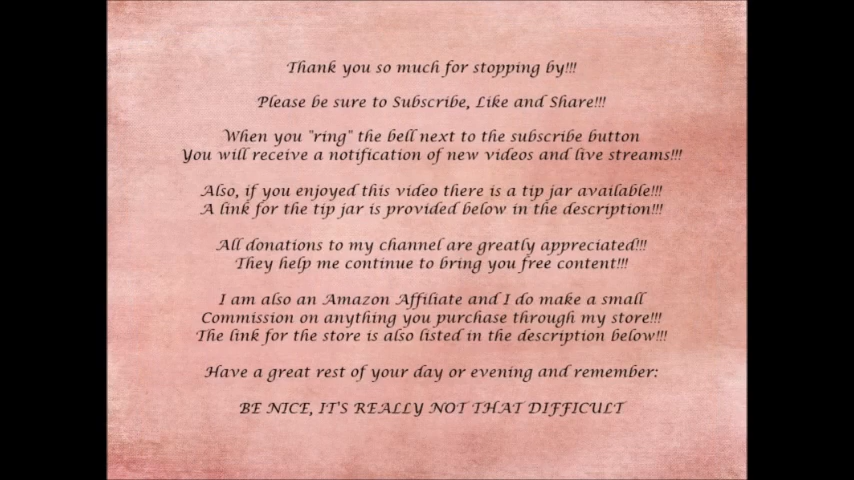 Thank you so much for stopping by!!!
Please be sure to Subscribe, Like and Share!!!
When you "ring" the bell next to the subscribe button
You will receive a notification of new videos and live streams!!!
Also, if you enjoyed this video there is a tip jar available!!!
A link for the tip jar is provided below in the description!!!
All donations to my channel are greatly appreciated!!!
They help me continue to bring you free content!!!
I am also an Amazon Affiliate and I do make a small
Commission on anything you purchase through my store!!!
The link for the store is also listed in the description below!!!
Have a great rest of your day or evening and remember:
BE NICE, IT'S REALLY NOT THAT DIFFICULT